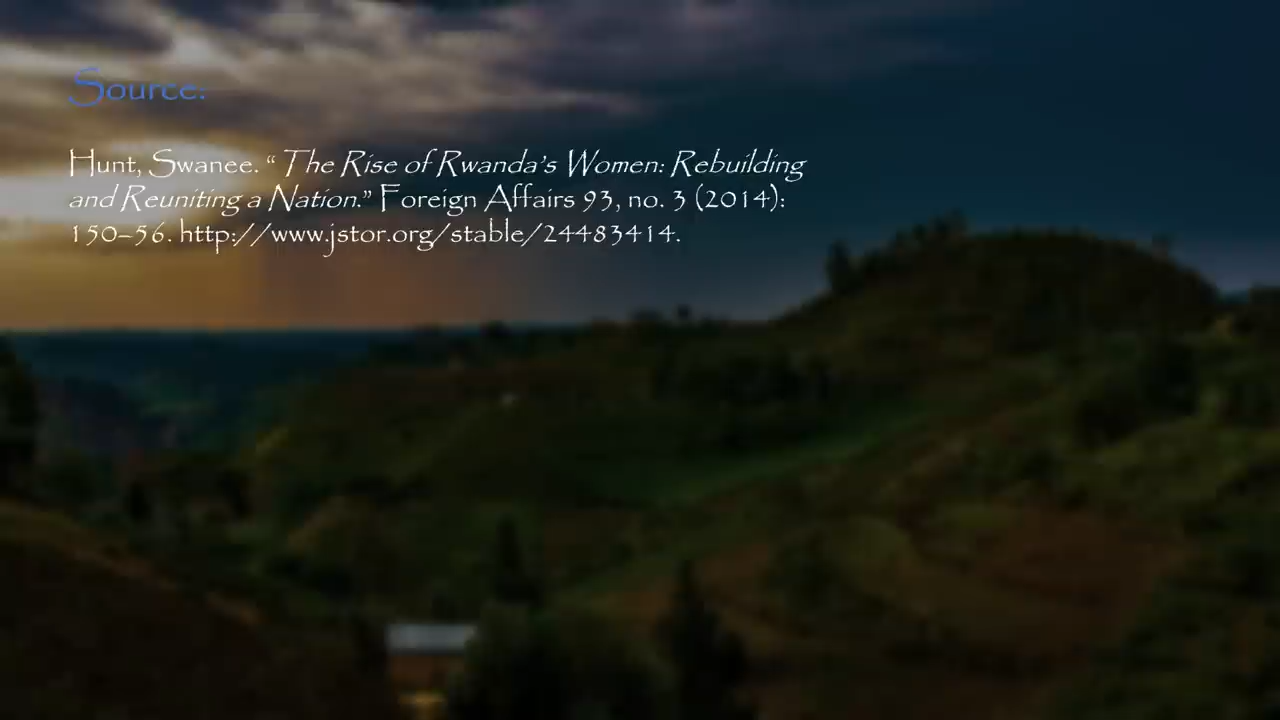 Source:
Hunt, Swanee. “ The Rise of Rwanda’s Women: Rebuilding
and Reuniting a Nation.” Foreign Affairs 93, no. 3 (2014):
150–56. http://www.jstor.org/stable/24483414.